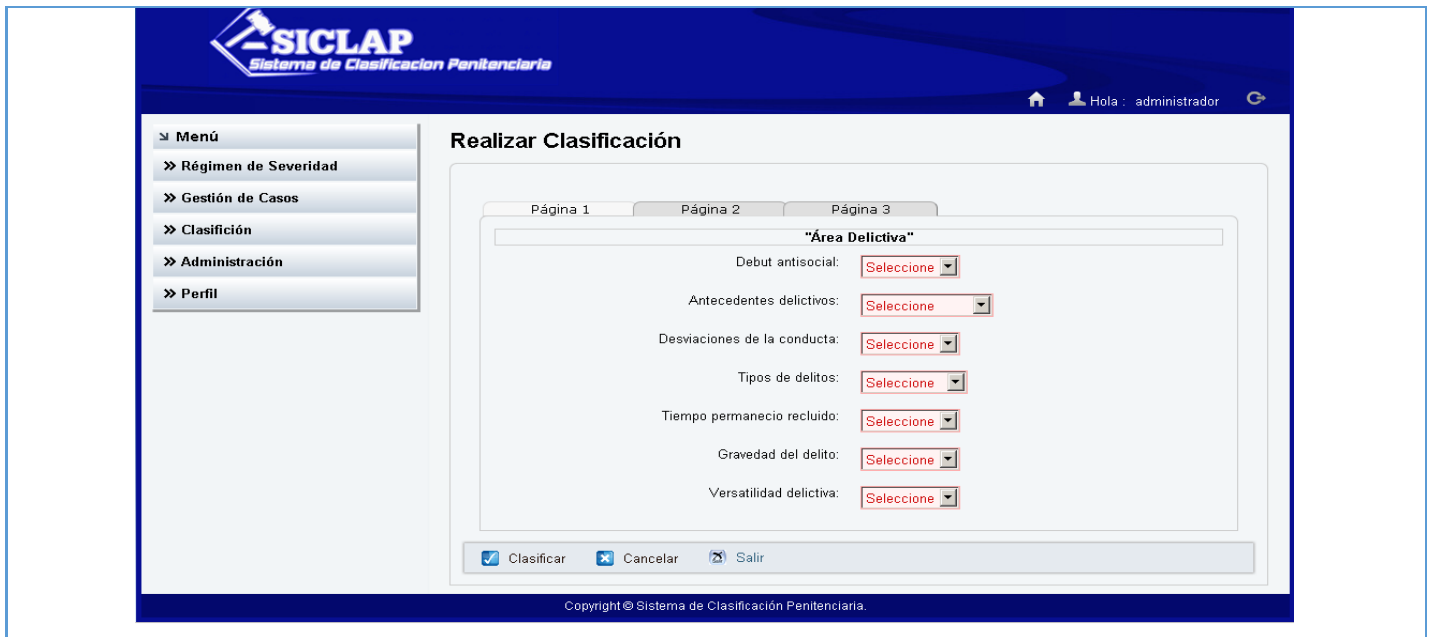 SICLAP
Sistema de Clasificacion Penitenciaria
Hola : administrador
Menú
Régimen de Severidad
Gestión de Casos
Clasifición
Administración
Perfil
Realizar Clasificación
Página 1 Página 2 Página 3
"Área Delictiva"
Debut antisocial: Seleccione
Antecedentes delictivos: Seleccione
Desviaciones de la conducta: Seleccione
Tipos de delitos: Seleccione
Tiempo permanecio recluido: Seleccione
Gravedad del delito: Seleccione
Versatilidad delictiva: Seleccione
Clasificar Cancelar Salir
Copyright © Sistema de Clasificación Penitenciaria.